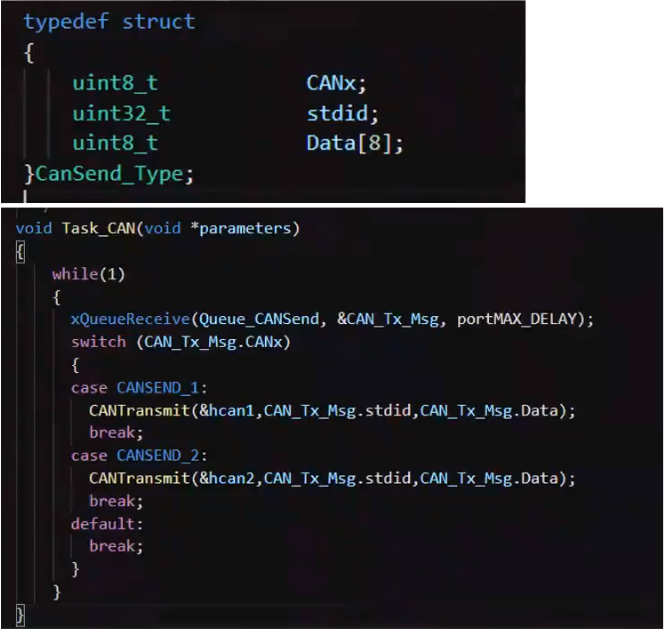 typedef struct
{
uint8_t CANx;
uint32_t stdid;
uint8_t Data[8];
}CanSend_Type;
void Task_CAN(void *parameters)
{
while(1)
{
xQueueReceive(Queue_CANSend, &CAN_Tx_Msg, portMAX_DELAY);
switch (CAN_Tx_Msg.CANx)
{
case CANSEND_1:
CANTransmit(&hcan1,CAN_Tx_Msg.stdid,CAN_Tx_Msg.Data);
break;
case CANSEND_2:
CANTransmit(&hcan2,CAN_Tx_Msg.stdid,CAN_Tx_Msg.Data);
break;
default:
break;
}
}
}